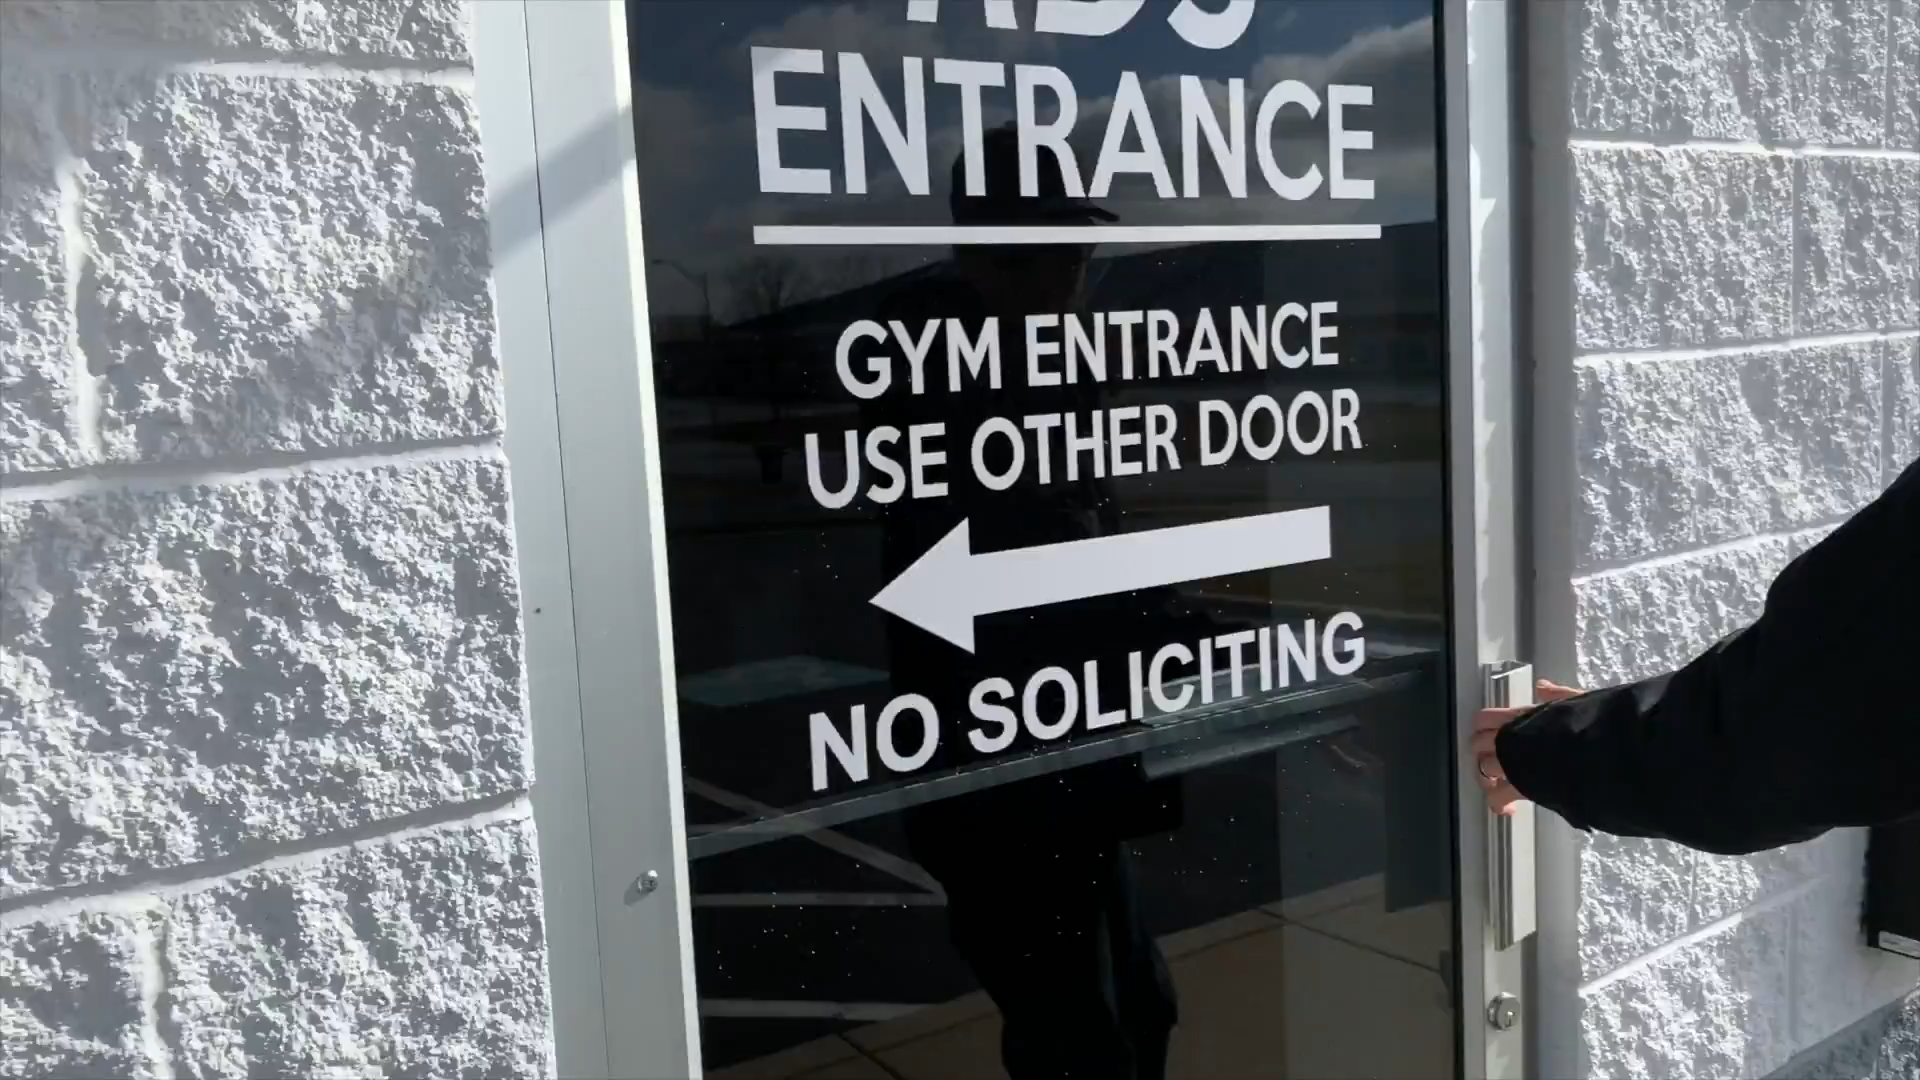 ENTRANCE
GYM ENTRANCE
USE OTHER DOOR
NO SOLICITING